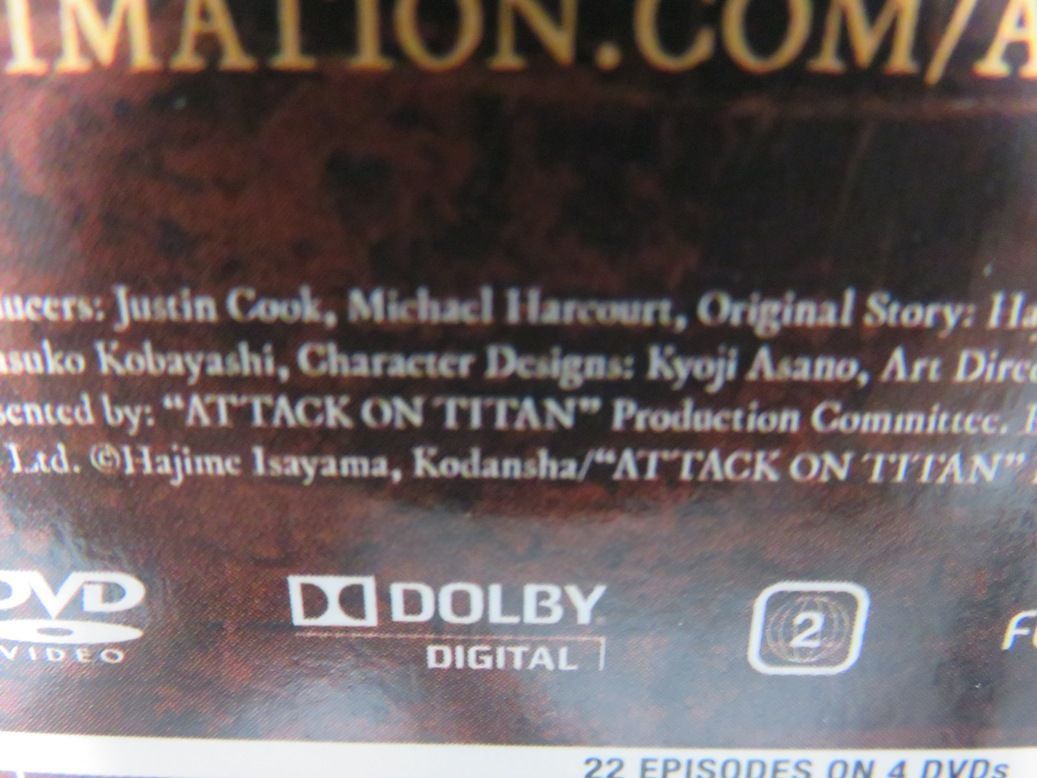 IMATION.COM/A
ucers: Justin Cook, Michael Harcourt, Original Story: Ha
asuko Kobayashi, Character Designs: Kyoji Asano, Art Dire
sented by: “ATTACK ON TITAN” Production Committee.
Ltd. ©Hajime Isayama, Kodansha/“ATTACK ON TITAN”
DVD
VIDEO
DOLBY
DIGITAL
2
22 EPISODES ON 4 DVDs